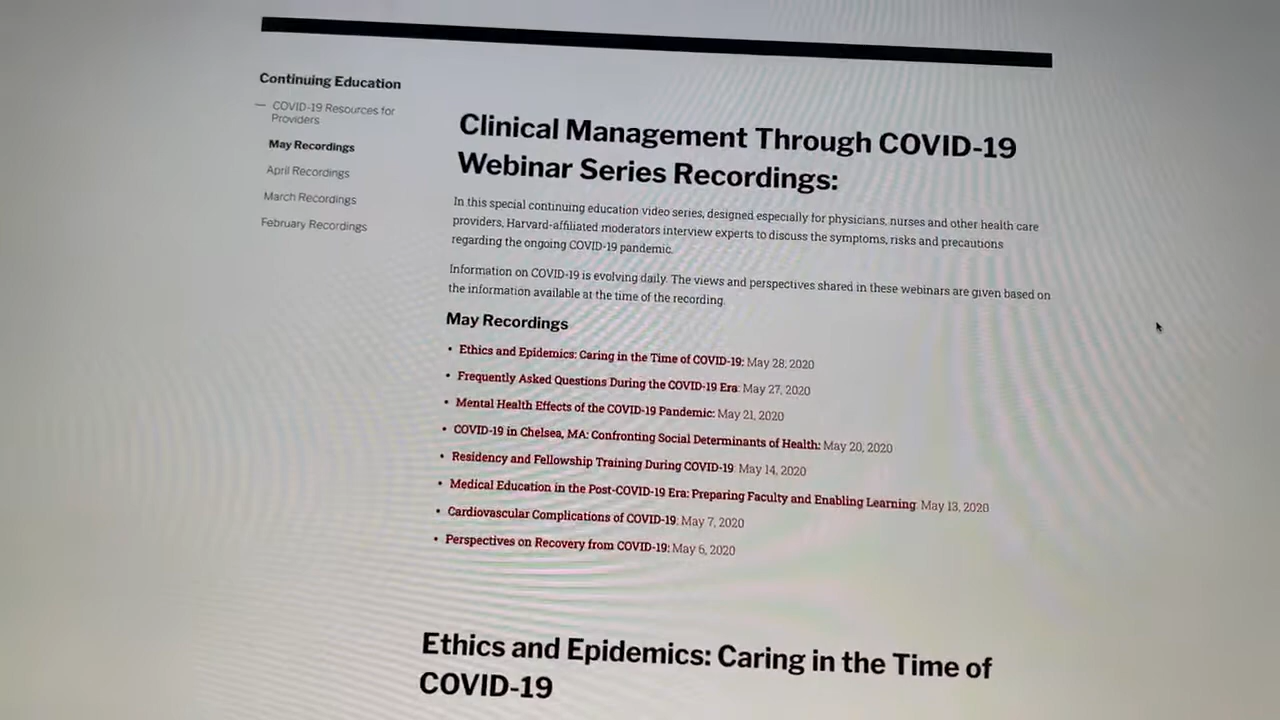 Continuing Education
— COVID-19 Resources for
Providers
May Recordings
April Recordings
March Recordings
February Recordings
Clinical Management Through COVID-19
Webinar Series Recordings:
In this special continuing education video series, designed especially for physicians, nurses and other health care
providers, Harvard-affiliated moderators interview experts to discuss the symptoms, risks and precautions
regarding the ongoing COVID-19 pandemic.
Information on COVID-19 is evolving daily. The views and perspectives shared in these webinars are given based on
the information available at the time of the recording.
May Recordings
• Ethics and Epidemics: Caring in the Time of COVID-19: May 28, 2020
• Frequently Asked Questions During the COVID-19 Era: May 27, 2020
• Mental Health Effects of the COVID-19 Pandemic: May 21, 2020
• COVID-19 in Chelsea, MA: Confronting Social Determinants of Health: May 20, 2020
• Residency and Fellowship Training During COVID-19: May 14, 2020
• Medical Education in the Post-COVID-19 Era: Preparing Faculty and Enabling Learning: May 13, 2020
• Cardiovascular Complications of COVID-19: May 7, 2020
• Perspectives on Recovery from COVID-19: May 6, 2020
Ethics and Epidemics: Caring in the Time of
COVID-19